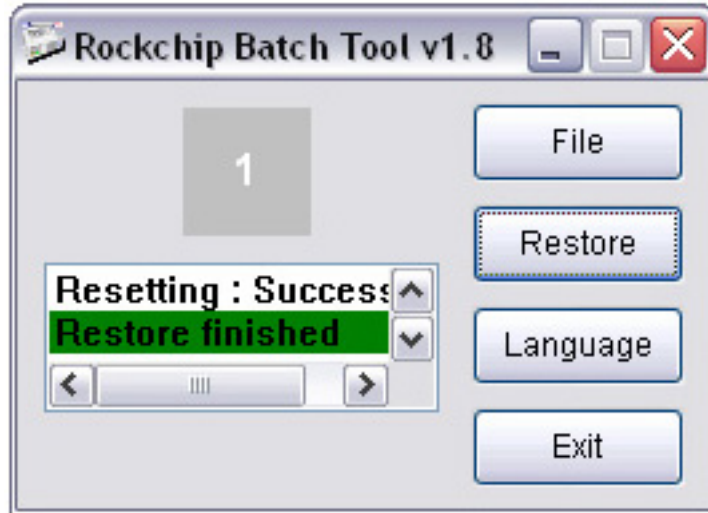 Rockchip Batch Tool v1.8
1
File
Restore
Resetting : Success
Restore finished
Language
Exit